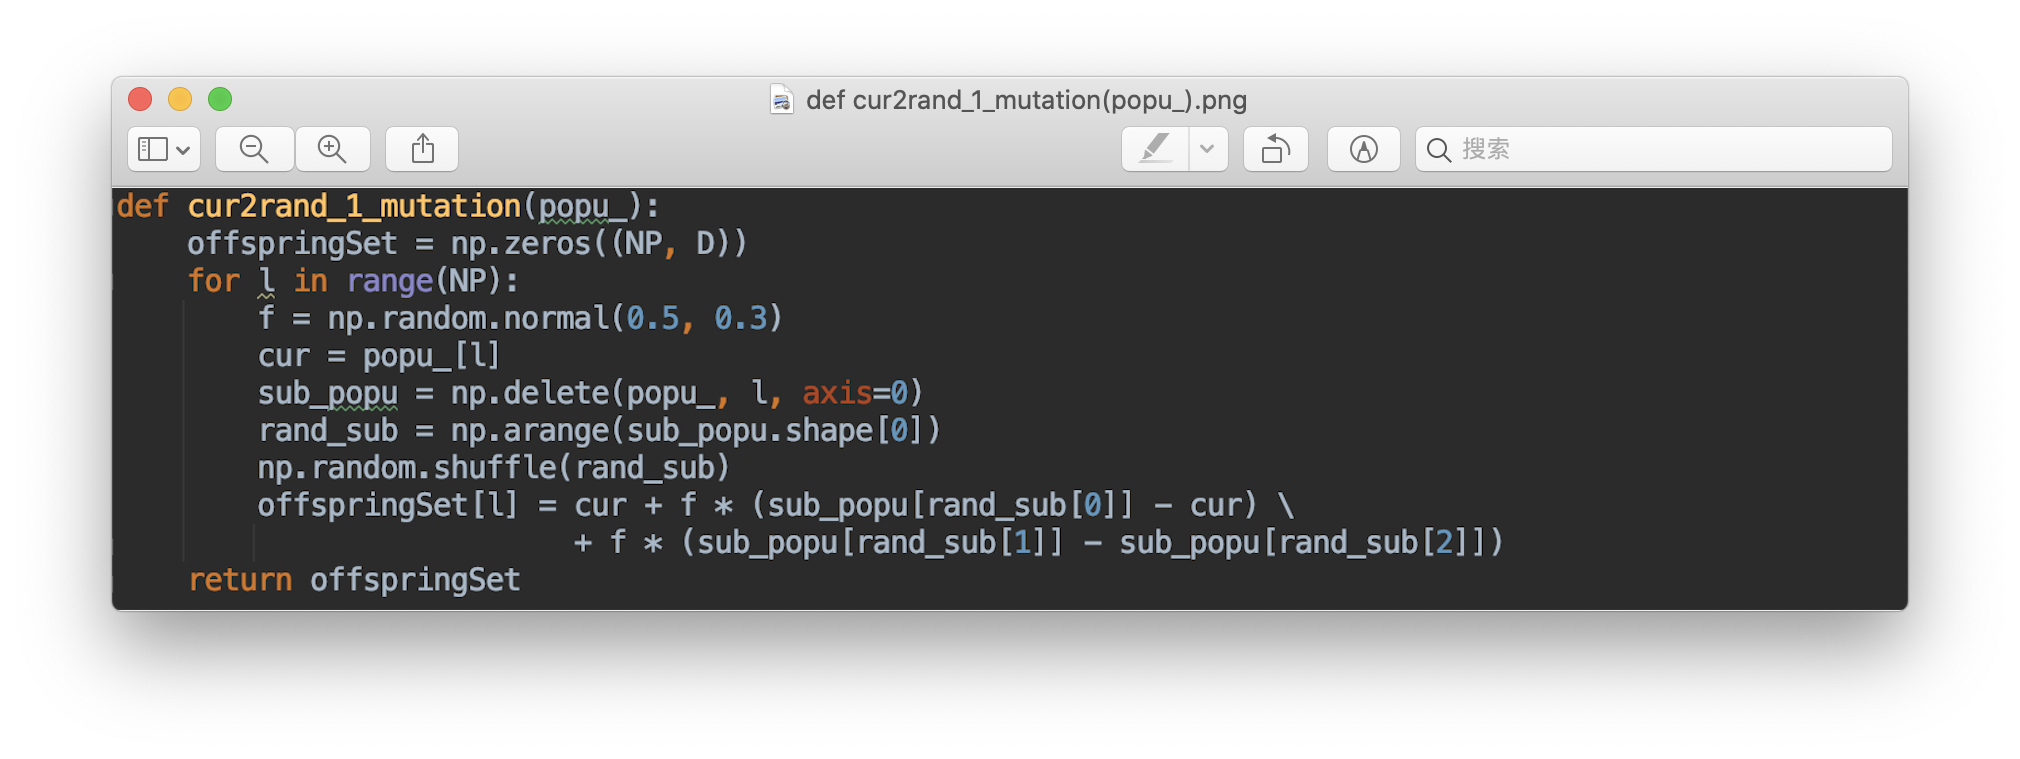 def cur2rand_1_mutation(popu_).png
搜索
def cur2rand_1_mutation(popu_):
    offspringSet = np.zeros((NP, D))
    for l in range(NP):
        f = np.random.normal(0.5, 0.3)
        cur = popu_[l]
        sub_popu = np.delete(popu_, l, axis=0)
        rand_sub = np.arange(sub_popu.shape[0])
        np.random.shuffle(rand_sub)
        offspringSet[l] = cur + f * (sub_popu[rand_sub[0]] - cur) \
                          + f * (sub_popu[rand_sub[1]] - sub_popu[rand_sub[2]])
    return offspringSet